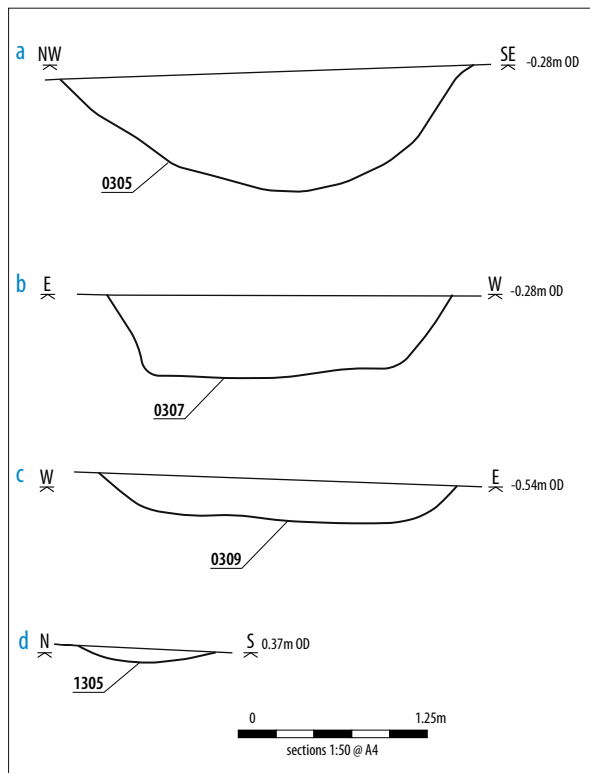 a NW SE -0.28m OD
0305
b E W -0.28m OD
0307
c W E -0.54m OD
0309
d N S 0.37m OD
1305
0 1.25m
sections 1:50 @ A4